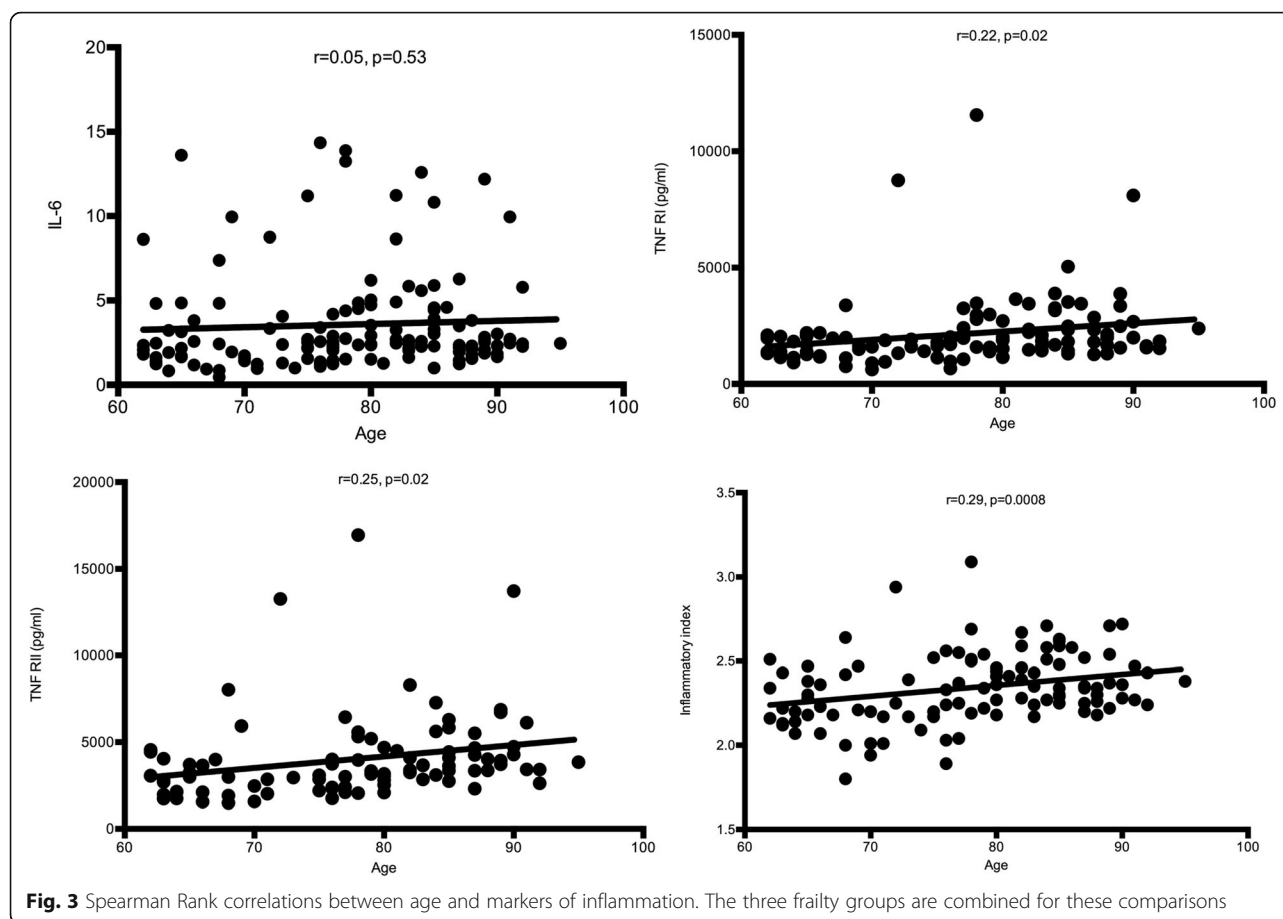 r=0.05, p=0.53
20
15
10
5
0
IL-6
60 70 80 90 100
Age
r=0.22, p=0.02
15000
10000
5000
0
TNF RI (pg/ml)
60 70 80 90 100
Age
r=0.25, p=0.02
20000
15000
10000
5000
0
TNF RII (pg/ml)
60 70 80 90 100
Age
r=0.29, p=0.0008
3.5
3.0
2.5
2.0
1.5
Inflammatory index
60 70 80 90 100
Age
Fig. 3 Spearman Rank correlations between age and markers of inflammation. The three frailty groups are combined for these comparisons